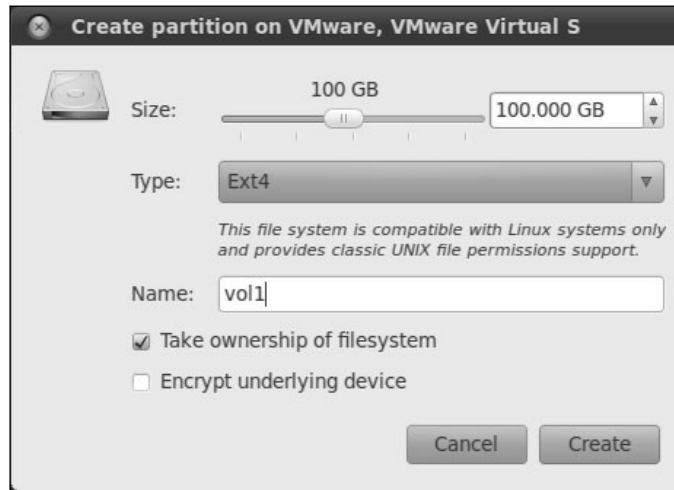 Create partition on VMware, VMware Virtual S
100 GB
Size:
100.000 GB
Type:
Ext4
This file system is compatible with Linux systems only
and provides classic UNIX file permissions support.
Name:
vol1
Take ownership of filesystem
Encrypt underlying device
Cancel
Create